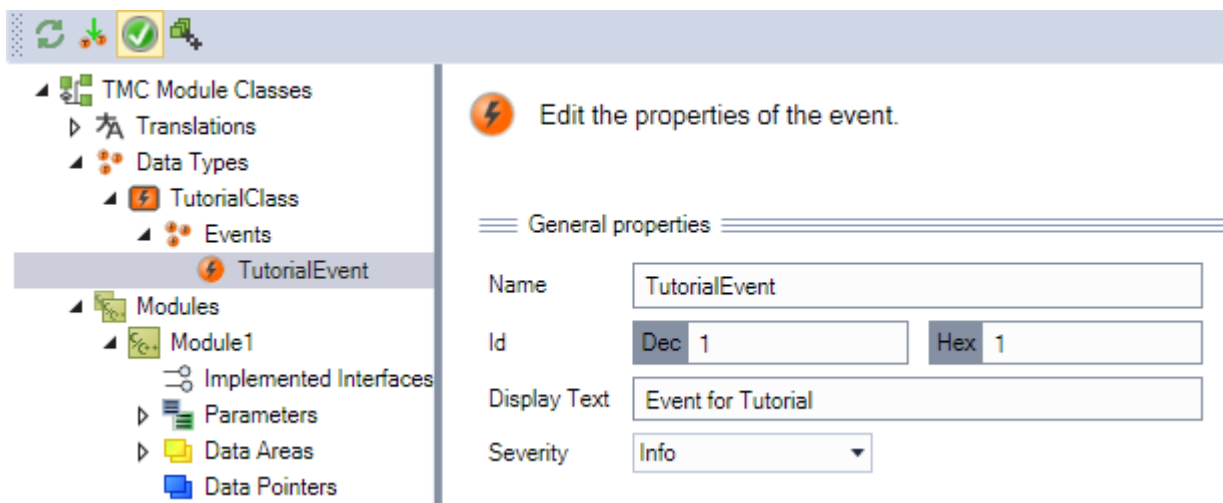 TMC Module Classes
Translations
Data Types
TutorialClass
Events
TutorialEvent
Modules
Module1
Implemented Interfaces
Parameters
Data Areas
Data Pointers
Edit the properties of the event.
General properties
Name TutorialEvent
Id Dec 1 Hex 1
Display Text Event for Tutorial
Severity Info